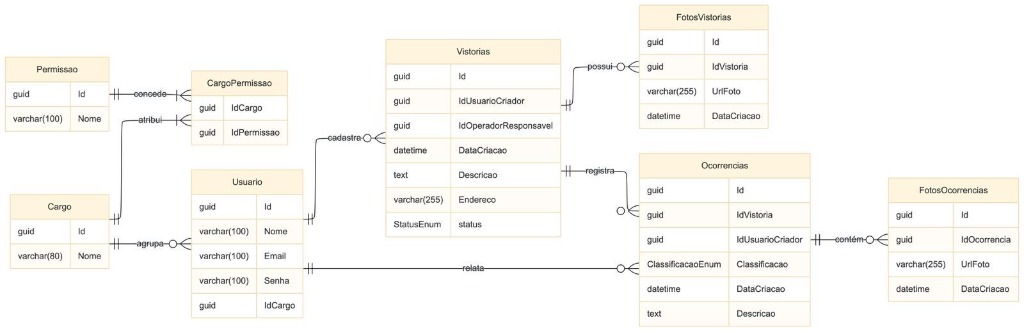 Permissao
guid Id
varchar(100) Nome
concede
CargoPermissao
guid IdCargo
guid IdPermissao
atribui
Cargo
guid Id
varchar(80) Nome
agrupa
Usuario
guid Id
varchar(100) Nome
varchar(100) Email
varchar(100) Senha
guid IdCargo
cadastra
relata
Vistorias
guid Id
guid IdUsuarioCriador
guid IdOperadorResponsavel
datetime DataCriacao
text Descricao
varchar(255) Endereco
StatusEnum status
possui
registra
FotosVistorias
guid Id
guid IdVistoria
varchar(255) UrlFoto
datetime DataCriacao
Ocorrencias
guid Id
guid IdVistoria
guid IdUsuarioCriador
ClassificacaoEnum Classificacao
datetime DataCriacao
text Descricao
contém
FotosOcorrencias
guid Id
guid IdOcorrencia
varchar(255) UrlFoto
datetime DataCriacao